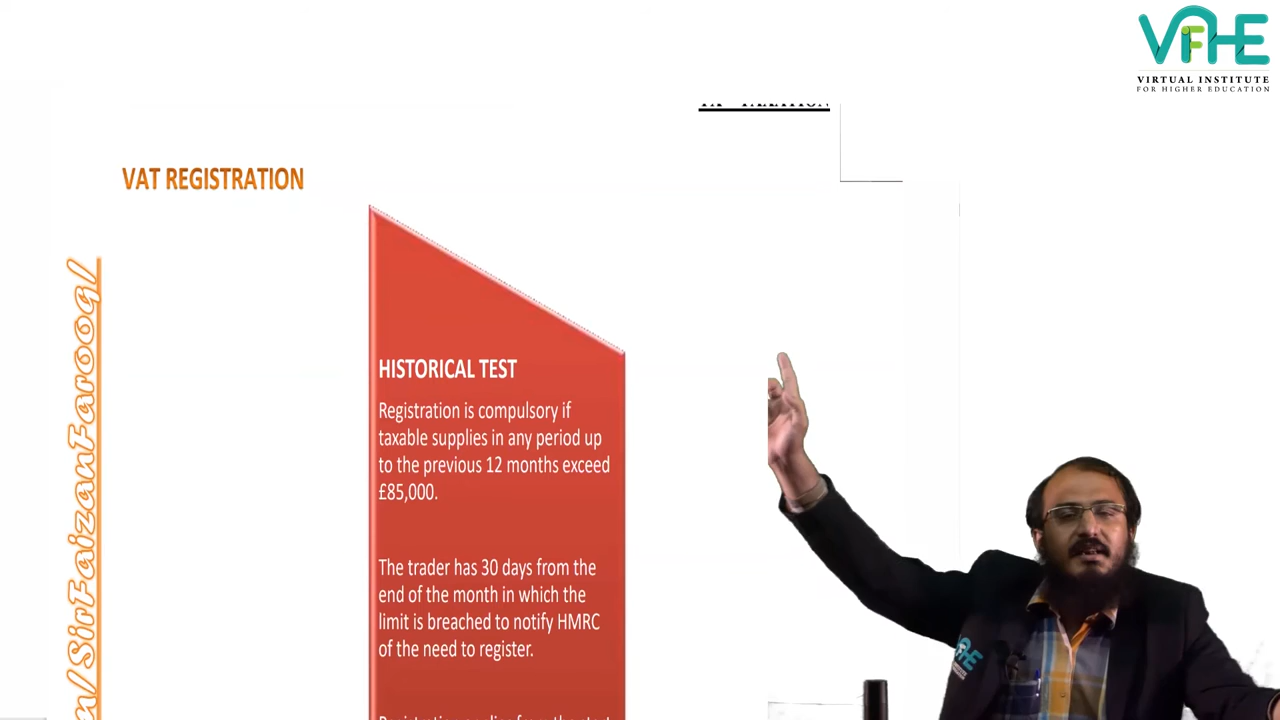 VIRTUAL INSTITUTE
FOR HIGHER EDUCATION
VAT REGISTRATION
HISTORICAL TEST
Registration is compulsory if
taxable supplies in any period up
to the previous 12 months exceed
£85,000.
The trader has 30 days from the
end of the month in which the
limit is breached to notify HMRC
of the need to register.
/SirFaizanFarooq/